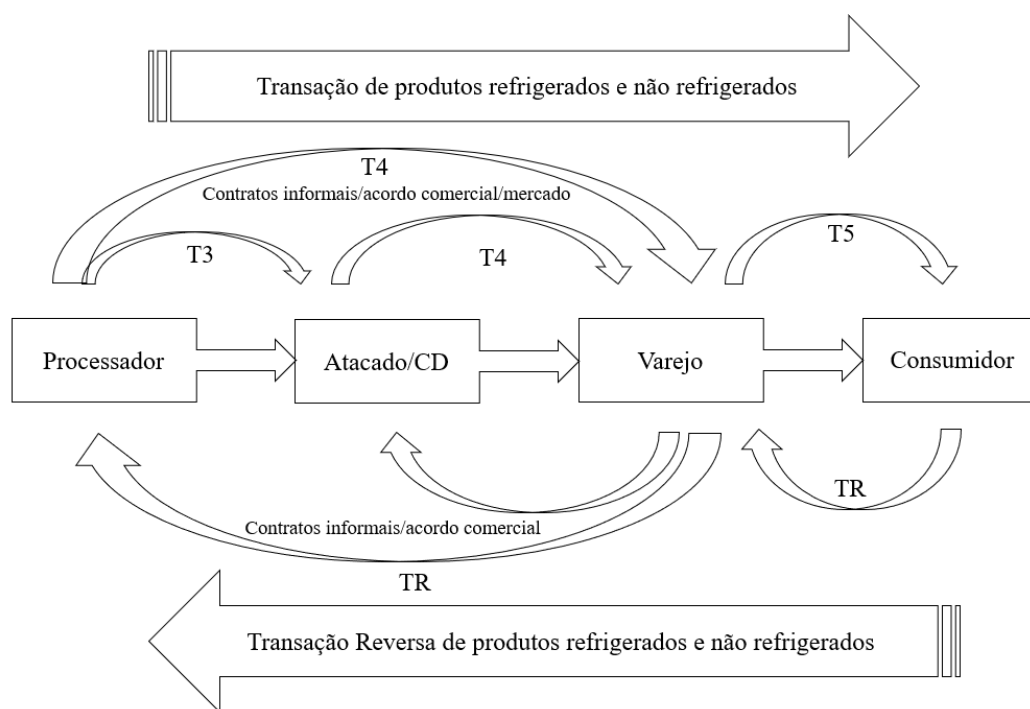 Transação de produtos refrigerados e não refrigerados
T4
Contratos informais/acordo comercial/mercado
T3
T4
T5
Processador
Atacado/CD
Varejo
Consumidor
TR
Contratos informais/acordo comercial
TR
Transação Reversa de produtos refrigerados e não refrigerados